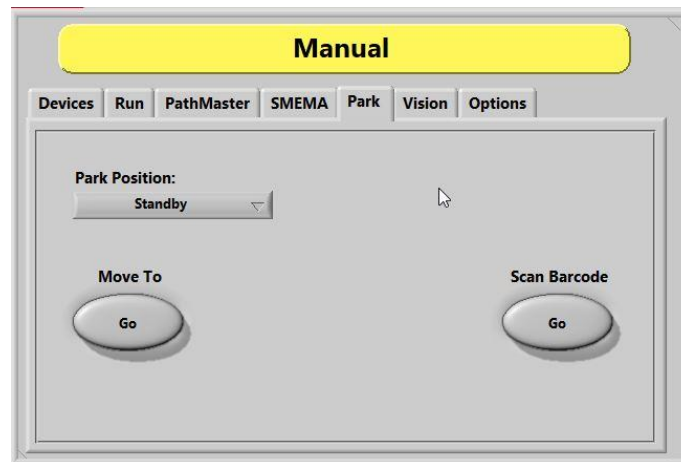 Manual
Devices Run PathMaster SMEMA Park Vision Options
Park Position:
Standby
Move To Scan Barcode
Go Go